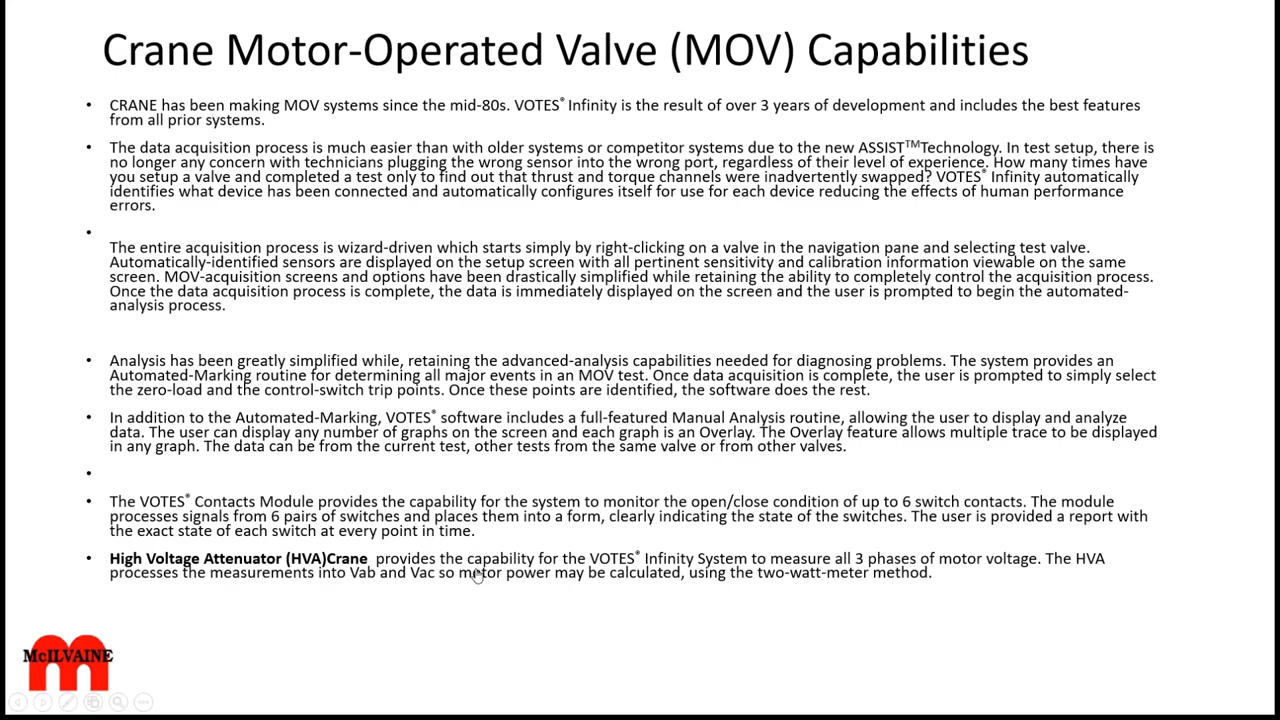 Crane Motor-Operated Valve (MOV) Capabilities
• CRANE has been making MOV systems since the mid-80s. VOTES® Infinity is the result of over 3 years of development and includes the best features
from all prior systems.
• The data acquisition process is much easier than with older systems or competitor systems due to the new ASSIST™Technology. In test setup, there is
no longer any concern with technicians plugging the wrong sensor into the wrong port, regardless of their level of experience. How many times have
you setup a valve and completed a test only to find out that thrust and torque channels were inadvertently swapped? VOTES® Infinity automatically
identifies what device has been connected and automatically configures itself for use for each device reducing the effects of human performance
errors.
•
The entire acquisition process is wizard-driven which starts simply by right-clicking on a valve in the navigation pane and selecting test valve.
Automatically-identified sensors are displayed on the setup screen with all pertinent sensitivity and calibration information viewable on the same
screen. MOV-acquisition screens and options have been drastically simplified while retaining the ability to completely control the acquisition process.
Once the data acquisition process is complete, the data is immediately displayed on the screen and the user is prompted to begin the automated-
analysis process.
• Analysis has been greatly simplified while, retaining the advanced-analysis capabilities needed for diagnosing problems. The system provides an
Automated-Marking routine for determining all major events in an MOV test. Once data acquisition is complete, the user is prompted to simply select
the zero-load and the control-switch trip points. Once these points are identified, the software does the rest.
• In addition to the Automated-Marking, VOTES® software includes a full-featured Manual Analysis routine, allowing the user to display and analyze
data. The user can display any number of graphs on the screen and each graph is an Overlay. The Overlay feature allows multiple trace to be displayed
in any graph. The data can be from the current test, other tests from the same valve or from other valves.
•
• The VOTES® Contacts Module provides the capability for the system to monitor the open/close condition of up to 6 switch contacts. The module
processes signals from 6 pairs of switches and places them into a form, clearly indicating the state of the switches. The user is provided a report with
the exact state of each switch at every point in time.
• High Voltage Attenuator (HVA)Crane provides the capability for the VOTES® Infinity System to measure all 3 phases of motor voltage. The HVA
processes the measurements into Vab and Vac so motor power may be calculated, using the two-watt-meter method.
McILVAINE